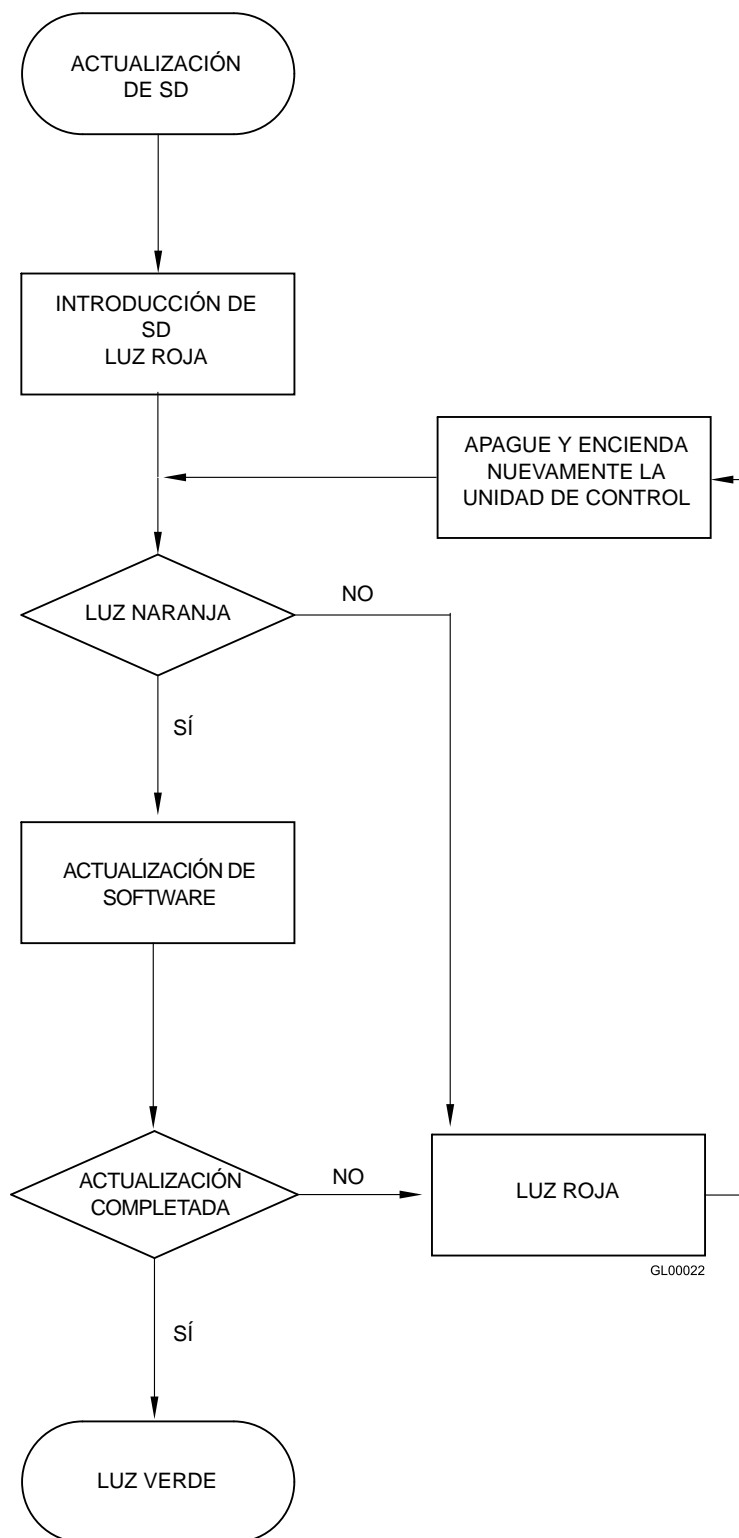 ACTUALIZACIÓN
DE SD
INTRODUCCIÓN DE
SD
LUZ ROJA
APAGUE Y ENCIENDA
NUEVAMENTE LA
UNIDAD DE CONTROL
LUZ NARANJA
NO
SÍ
ACTUALIZACIÓN DE
SOFTWARE
ACTUALIZACIÓN
COMPLETADA
NO
LUZ ROJA
GL00022
SÍ
LUZ VERDE